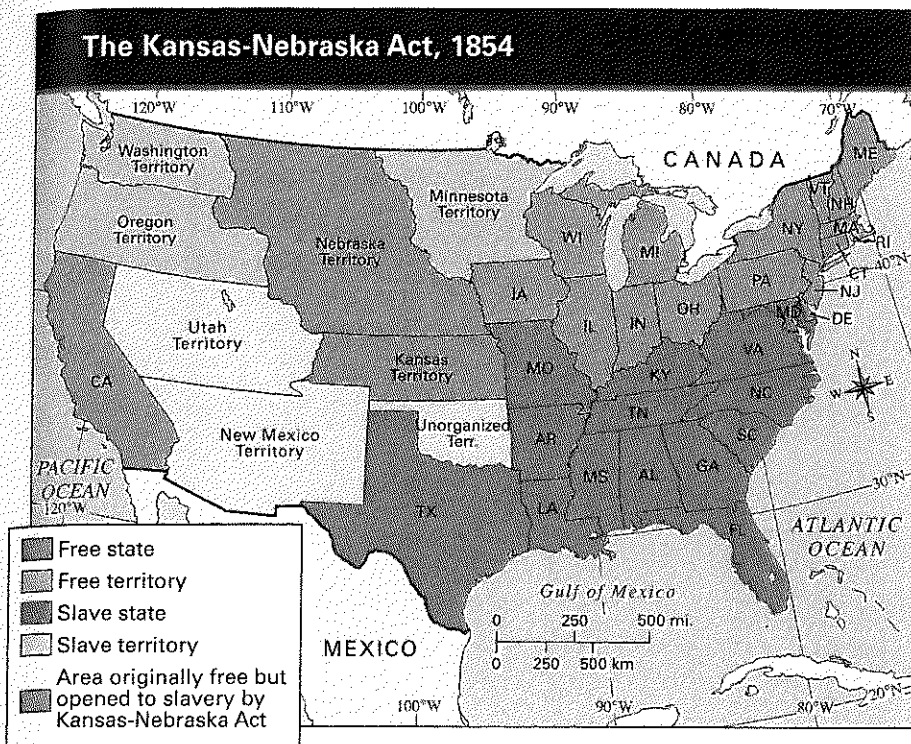 The Kansas-Nebraska Act, 1854
120°W
110°W
100°W
90°W
80°W
70°W
CANADA
Washington
Territory
ME
Minnesota
Territory
VT
NH
Oregon
Territory
Nebraska
Territory
WI
MI
NY
MA
RI
CT
40°N
IA
PA
NJ
Utah
Territory
IL
IN
OH
MD
DE
Kansas
Territory
MO
KY
VA
CA
N
W
E
S
NC
TN
New Mexico
Territory
Unorganized
Terr.
AR
SC
MS
AL
GA
PACIFIC
OCEAN
120°W
TX
LA
FL
30°N
ATLANTIC
OCEAN
Gulf of Mexico
0 250 500 mi.
0 250 500 km
MEXICO
Free state
Free territory
Slave state
Slave territory
Area originally free but
opened to slavery by
Kansas-Nebraska Act
100°W
90°W
80°W
20°N